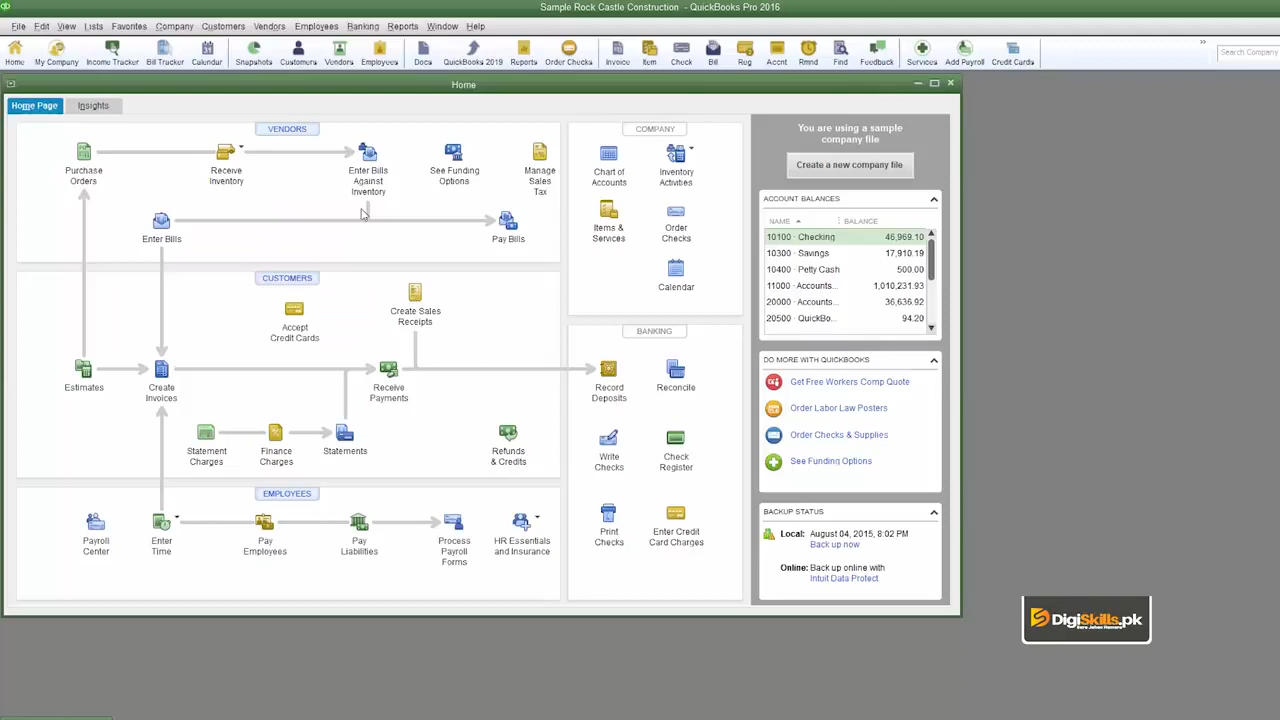 Sample Rock Castle Construction - QuickBooks Pro 2016
File Edit View Lists Favorites Company Customers Vendors Employees Banking Reports Window Help
Home My Company Income Tracker Bill Tracker Calendar Snapshots Customers Vendors Employees Docs QuickBooks 2019 Reports Order Checks Invoice Item Check Bill Reg Accnt Rmnd Find Feedback Services Add Payroll Credit Cards
Search Company
Home
Home Page Insights
VENDORS
Purchase
Orders
Receive
Inventory
Enter Bills
Against
Inventory
See Funding
Options
Manage
Sales
Tax
Enter Bills
Pay Bills
CUSTOMERS
Accept
Credit Cards
Create Sales
Receipts
Estimates
Create
Invoices
Receive
Payments
Statement
Charges
Finance
Charges
Statements
Refunds
& Credits
EMPLOYEES
Payroll
Center
Enter
Time
Pay
Employees
Pay
Liabilities
Process
Payroll
Forms
HR Essentials
and Insurance
COMPANY
Chart of
Accounts
Inventory
Activities
Items &
Services
Order
Checks
Calendar
BANKING
Record
Deposits
Reconcile
Write
Checks
Check
Register
Print
Checks
Enter Credit
Card Charges
You are using a sample
company file
Create a new company file
ACCOUNT BALANCES
NAME BALANCE
10100 · Checking 46,969.10
10300 · Savings 17,910.19
10400 · Petty Cash 500.00
11000 · Accounts... 1,010,231.93
20000 · Accounts... 36,636.92
20500 · QuickBo... 94.20
DO MORE WITH QUICKBOOKS
Get Free Workers Comp Quote
Order Labor Law Posters
Order Checks & Supplies
See Funding Options
BACKUP STATUS
Local: August 04, 2015, 8:02 PM
Back up now
Online: Back up online with
Intuit Data Protect
DigiSkills.pk